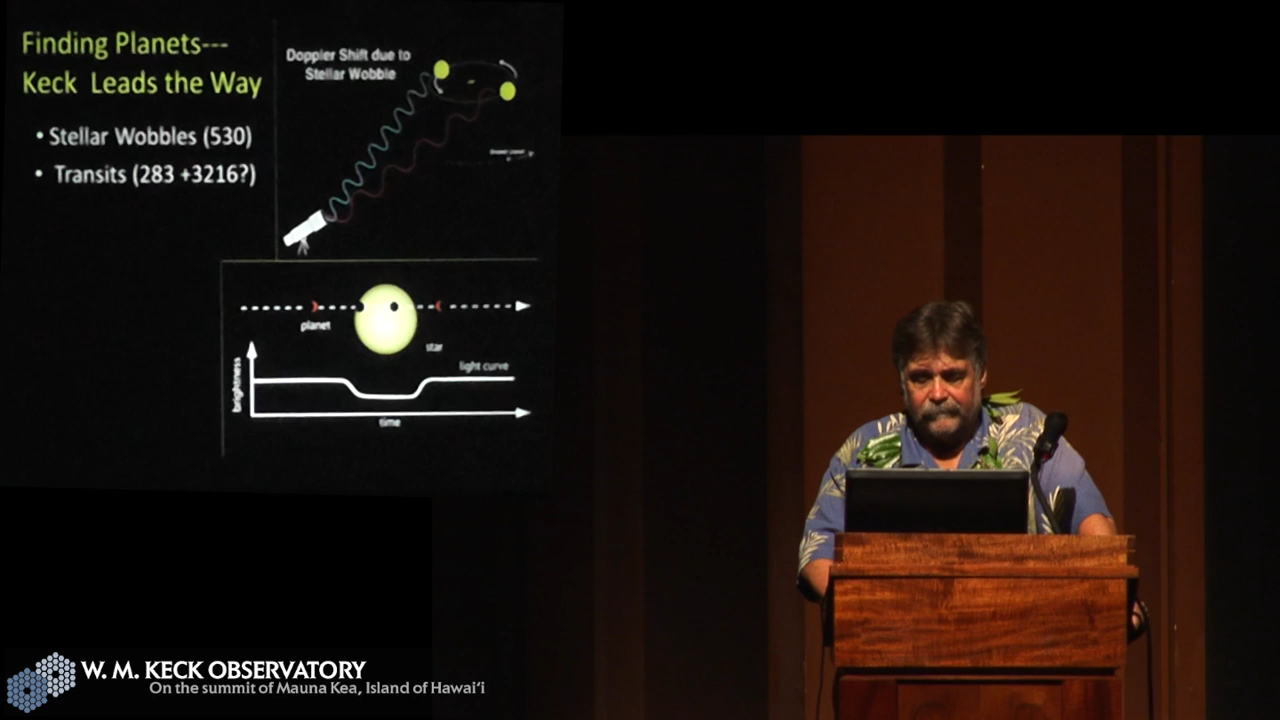 Finding Planets---
Keck Leads the Way
• Stellar Wobbles (530)
• Transits (283 +3216?)
Doppler Shift due to
Stellar Wobble
planet
star
light curve
brightness
time
W. M. KECK OBSERVATORY
On the summit of Mauna Kea, Island of Hawai‘i